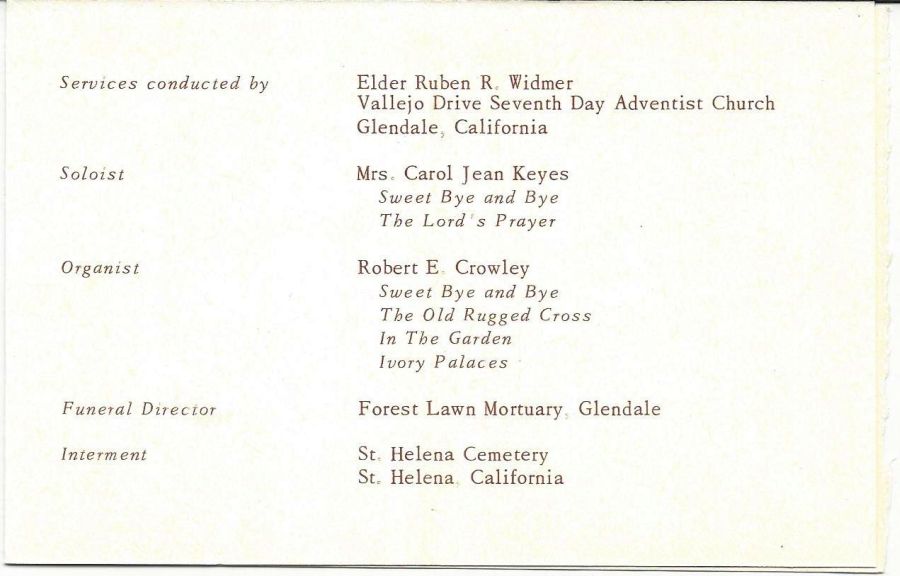 Services conducted by
Elder Ruben R. Widmer
Vallejo Drive Seventh Day Adventist Church
Glendale, California
Soloist
Mrs. Carol Jean Keyes
Sweet Bye and Bye
The Lord's Prayer
Organist
Robert E. Crowley
Sweet Bye and Bye
The Old Rugged Cross
In The Garden
Ivory Palaces
Funeral Director
Forest Lawn Mortuary, Glendale
Interment
St. Helena Cemetery
St. Helena, California